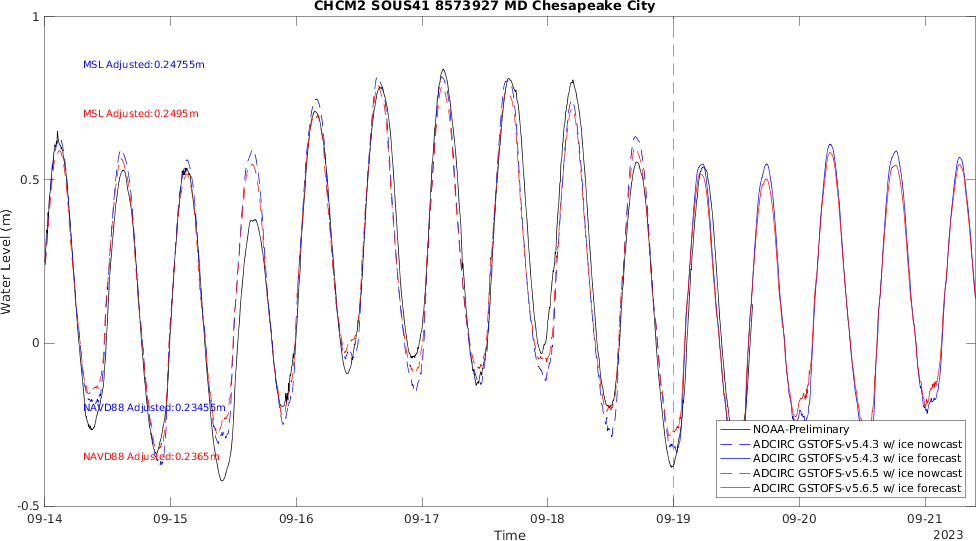 CHCM2 SOUS41 8573927 MD Chesapeake City
1
MSL Adjusted:0.24755m
MSL Adjusted:0.2495m
0.5
Water Level (m)
0
NAVD88 Adjusted:0.23455m
NAVD88 Adjusted:0.2365m
NOAA-Preliminary
ADCIRC GSTOFS-v5.4.3 w/ ice nowcast
ADCIRC GSTOFS-v5.4.3 w/ ice forecast
ADCIRC GSTOFS-v5.6.5 w/ ice nowcast
ADCIRC GSTOFS-v5.6.5 w/ ice forecast
-0.5
09-14 09-15 09-16 09-17 09-18 09-19 09-20 09-21
Time
2023